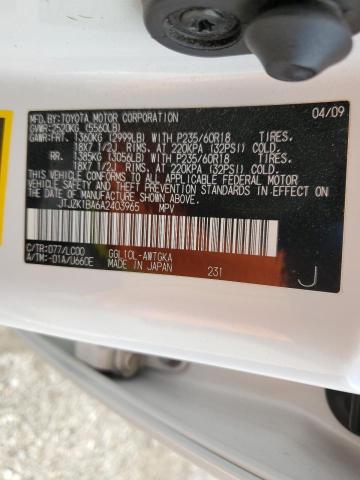 MFD.BY:TOYOTA MOTOR CORPORATION 04/09
GVWR:2520KG (5560LB)
GAWR:FRT. 1360KG (2999LB) WITH P235/60R18 TIRES.
18X7 1/2J RIMS. AT 220KPA (32PSI) COLD.
RR. 1385KG (3056LB) WITH P235/60R18 TIRES.
18X7 1/2J RIMS. AT 220KPA (32PSI) COLD.
THIS VEHICLE CONFORMS TO ALL APPLICABLE FEDERAL MOTOR
VEHICLE SAFETY AND THEFT PREVENTION STANDARDS IN EFFECT
ON THE DATE OF MANUFACTURE SHOWN ABOVE.
JTJZK1BA6A2403965 MPV
C/TR:077/LC00 GGL10L-AWTGKA
A/TM:-01A/U660E MADE IN JAPAN 231 J